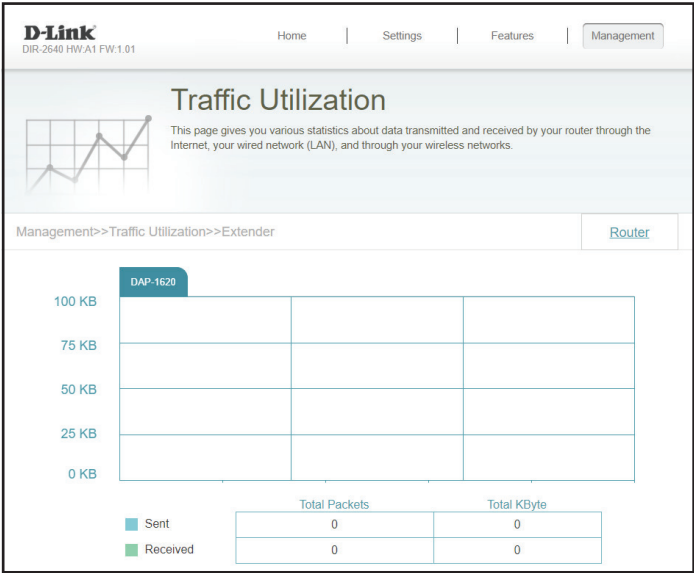 D-Link
DIR-2640 HW:A1 FW:1.01
Home
Settings
Features
Management
Traffic Utilization
This page gives you various statistics about data transmitted and received by your router through the
Internet, your wired network (LAN), and through your wireless networks.
Management>>Traffic Utilization>>Extender
Router
DAP-1620
100 KB
75 KB
50 KB
25 KB
0 KB
Total Packets Total KByte
Sent 0 0
Received 0 0